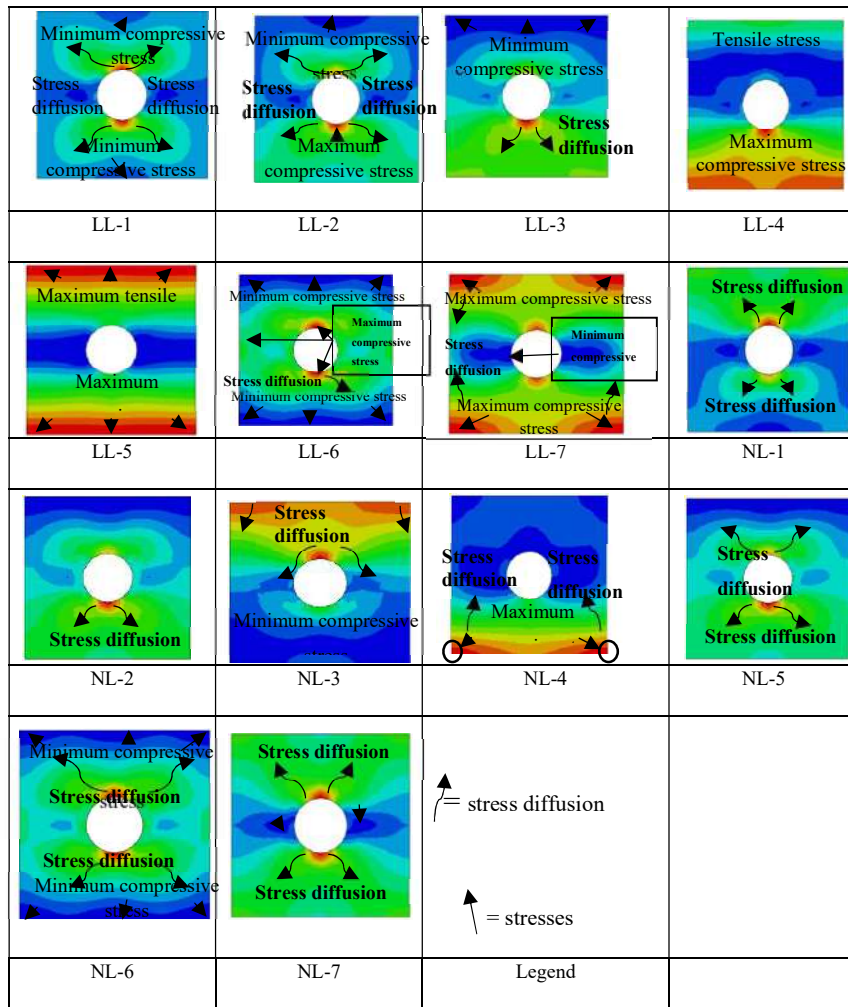 Minimum compressive
stress
Stress
diffusion
Stress
diffusion
Minimum
compressive stress
Minimum compressive
stress
Stress
diffusion
Stress
diffusion
Maximum
compressive stress
Minimum
compressive stress
Stress
diffusion
Tensile stress
Maximum
compressive stress
LL-1
LL-2
LL-3
LL-4
Maximum tensile
Maximum
Minimum compressive stress
Maximum
compressive
stress
Stress diffusion
Minimum compressive stress
Maximum compressive stress
Minimum
compressive
Stress
diffusion
Maximum compressive
stress
Stress diffusion
Stress diffusion
LL-5
LL-6
LL-7
NL-1
Stress diffusion
Stress
diffusion
Minimum compressive
Stress
diffusion
Stress
diffusion
Maximum
Stress
diffusion
Stress diffusion
NL-2
NL-3
NL-4
NL-5
Minimum compressive
Stress diffusion
stress
Stress diffusion
Minimum compressive
stress
Stress diffusion
Stress diffusion
= stress diffusion
= stresses
NL-6
NL-7
Legend